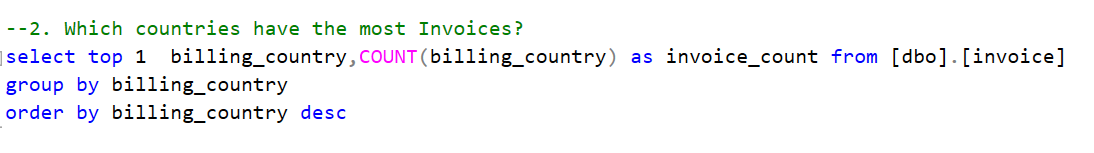 --2. Which countries have the most Invoices?
select top 1  billing_country,COUNT(billing_country) as invoice_count from [dbo].[invoice]
group by billing_country
order by billing_country desc